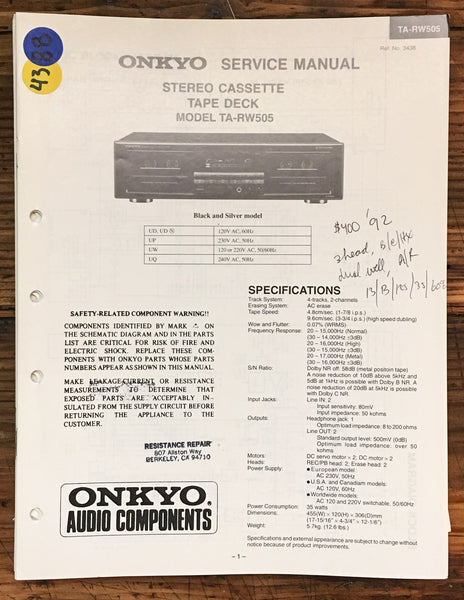 TA-RW505
Ref. No. 3438
4388
ONKYO SERVICE MANUAL
STEREO CASSETTE
TAPE DECK
MODEL TA-RW505
Black and Silver model
UD, UD 120V AC, 60Hz
UP 230V AC, 50Hz
UW 120 or 220V AC, 50/60Hz
UQ 240V AC, 50Hz
$400 '92
3head, B/C/HX
dual well, A/R
SPECIFICATIONS
Track System: 4-tracks, 2-channels
Erasing System: AC erase
Tape Speed: 4.8cm/sec. (1-7/8 i.p.s.)
9.6cm/sec. (3-3/4 i.p.s.) (high speed dubbing)
Wow and Flutter: 0.07% (WRMS)
Frequency Response: 20 – 15,000Hz (Normal)
(30 – 14,000Hz ±3dB)
20 – 16,000Hz (High)
(30 – 15,000Hz ±3dB)
20 – 17,000Hz (Metal)
(30 – 16,000Hz ±3dB)
S/N Ratio: Dolby NR off: 58dB (metal position tape)
A noise reduction of 10dB above 5kHz and
5dB at 1kHz is possible with Dolby B NR. A
noise reduction of 20dB at 5kHz is possible
with Dolby C NR.
Input Jacks: Line IN: 2
Input sensitivity: 80mV
Input impedance: 50 kohms
Outputs: Headphone jack: 1
Optimum load impedance: 8 to 200 ohms
Line OUT: 2
Standard output level: 500mV (0dB)
Optimum load impedance: over 50 kohms
Motors: DC servo motor × 2; DC motor × 2
Heads: REC/PB head: 2; Erase head: 2
Power Supply: ● European model:
AC 230V, 50Hz
● U.S.A. and Canadian models:
AC 120V, 60Hz
● Worldwide models:
AC 120 and 220V switchable, 50/60Hz
Power Consumption: 35 watts
Dimensions: 455(W) × 120(H) × 306(D)mm
(17-15/16" × 4-3/4" × 12-1/6")
Weight: 5.7kg (12.6 lbs.)
Specifications and external appearance are subject to change without
notice because of product improvements.
SAFETY-RELATED COMPONENT WARNING!!
COMPONENTS IDENTIFIED BY MARK ON
THE SCHEMATIC DIAGRAM AND IN THE PARTS
LIST ARE CRITICAL FOR RISK OF FIRE AND
ELECTRIC SHOCK. REPLACE THESE COM-
PONENTS WITH ONKYO PARTS WHOSE PARTS
NUMBERS APPEAR AS SHOWN IN THIS MANUAL.
MAKE LEAKAGE-CURRENT OR RESISTANCE
MEASUREMENTS TO DETERMINE THAT
EXPOSED PARTS ARE ACCEPTABLY IN-
SULATED FROM THE SUPPLY CIRCUIT BEFORE
RETURNING THE APPLIANCE TO THE
CUSTOMER.
RESISTANCE REPAIR
807 Allston Way
BERKELEY, CA 94710
ONKYO
AUDIO COMPONENTS
– 1 –